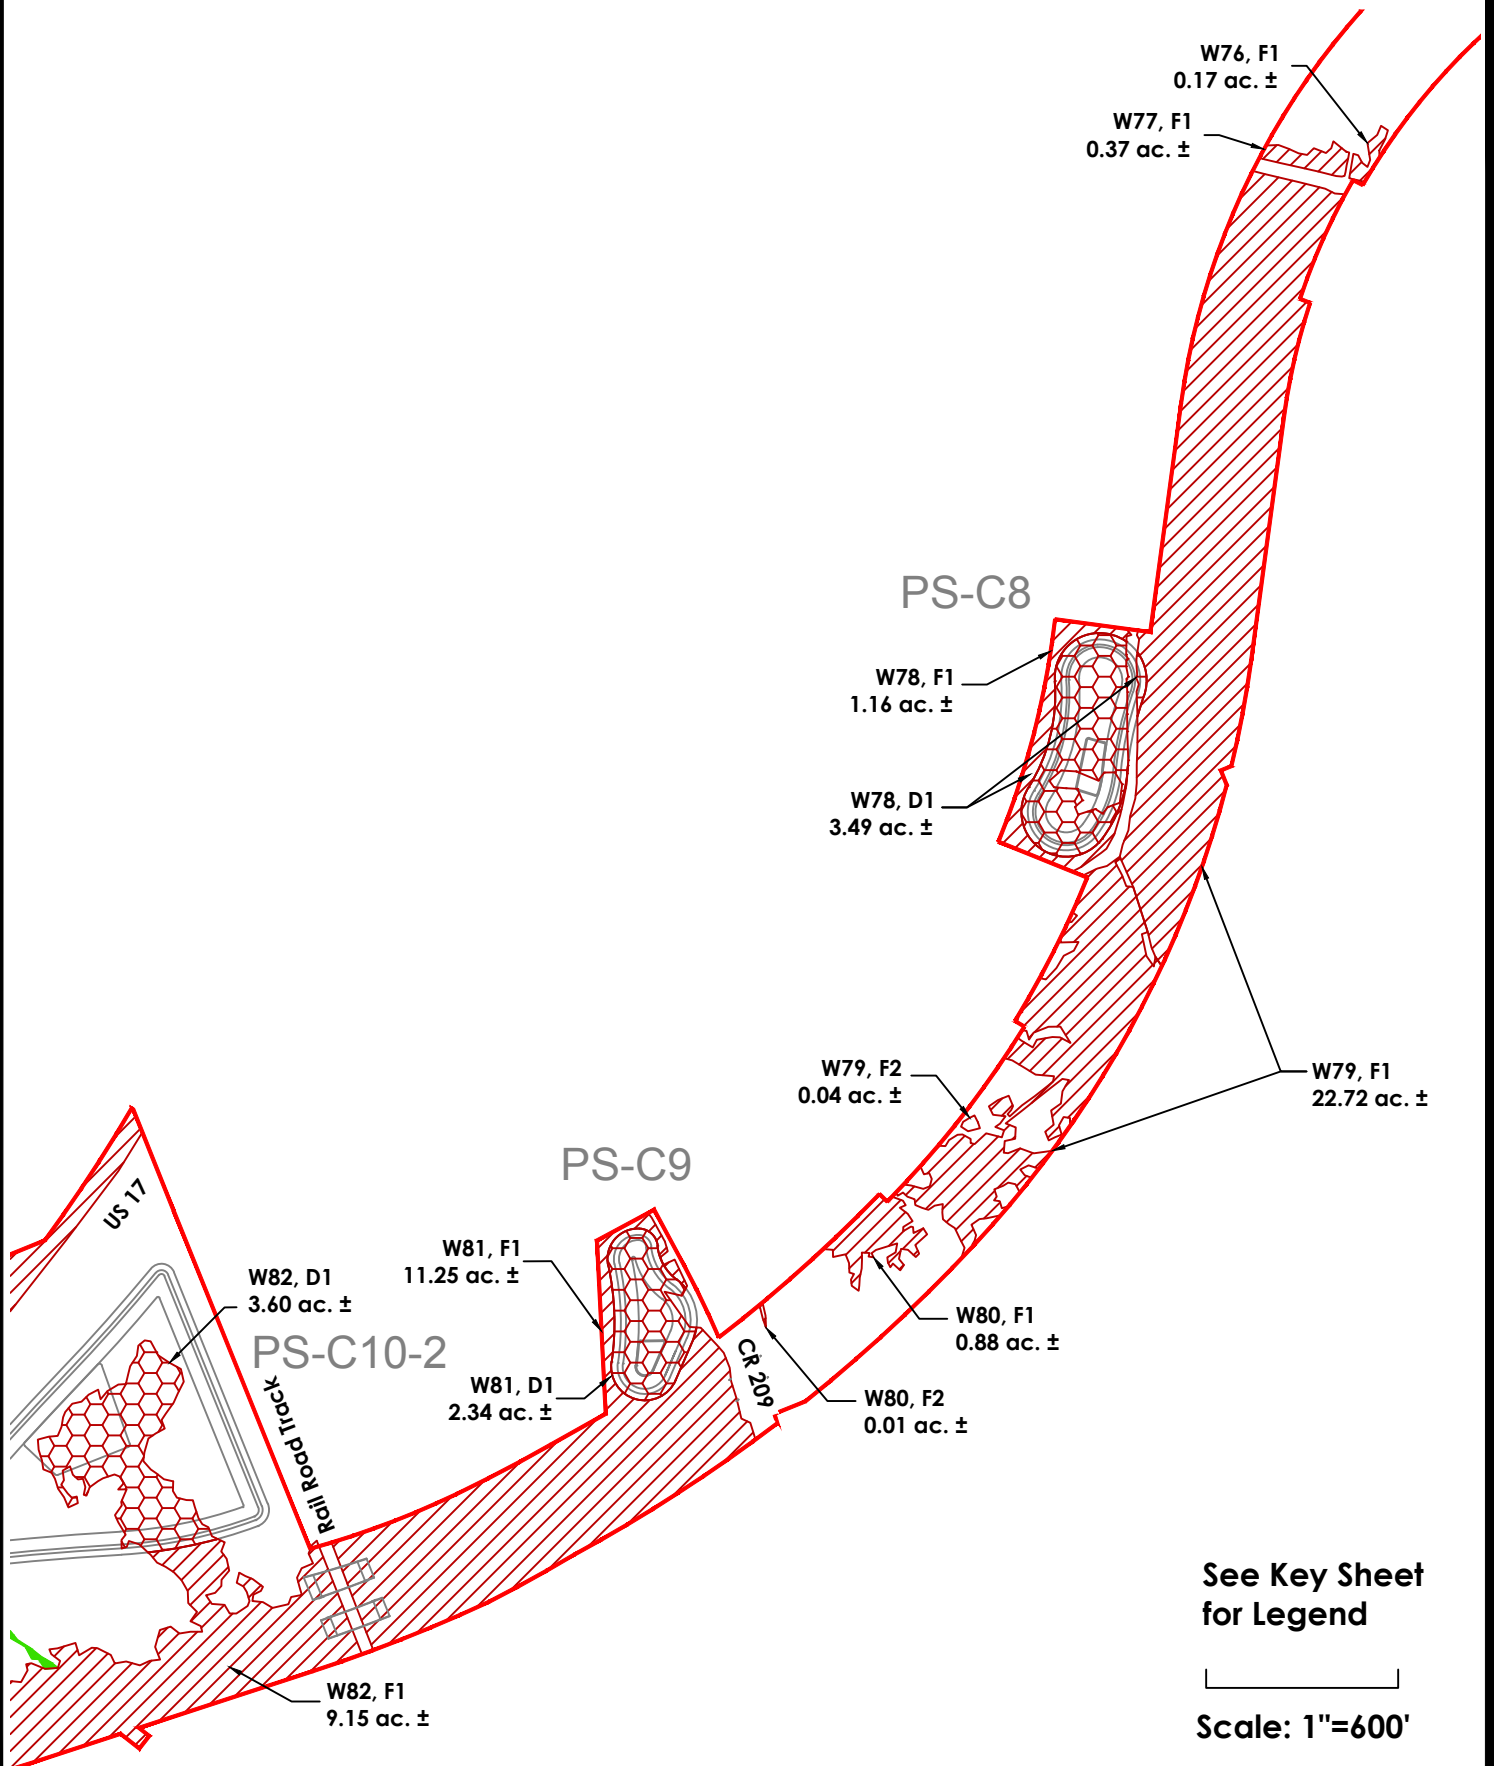 W76, F1
0.17 ac. ±
W77, F1
0.37 ac. ±
PS-C8
W78, F1
1.16 ac. ±
W78, D1
3.49 ac. ±
W79, F2
0.04 ac. ±
W79, F1
22.72 ac. ±
PS-C9
US 17
W81, F1
11.25 ac. ±
W82, D1
3.60 ac. ±
PS-C10-2
W80, F1
0.88 ac. ±
CR 209
W81, D1
2.34 ac. ±
W80, F2
0.01 ac. ±
Rail Road Track
W82, F1
9.15 ac. ±
See Key Sheet
for Legend
Scale: 1"=600'